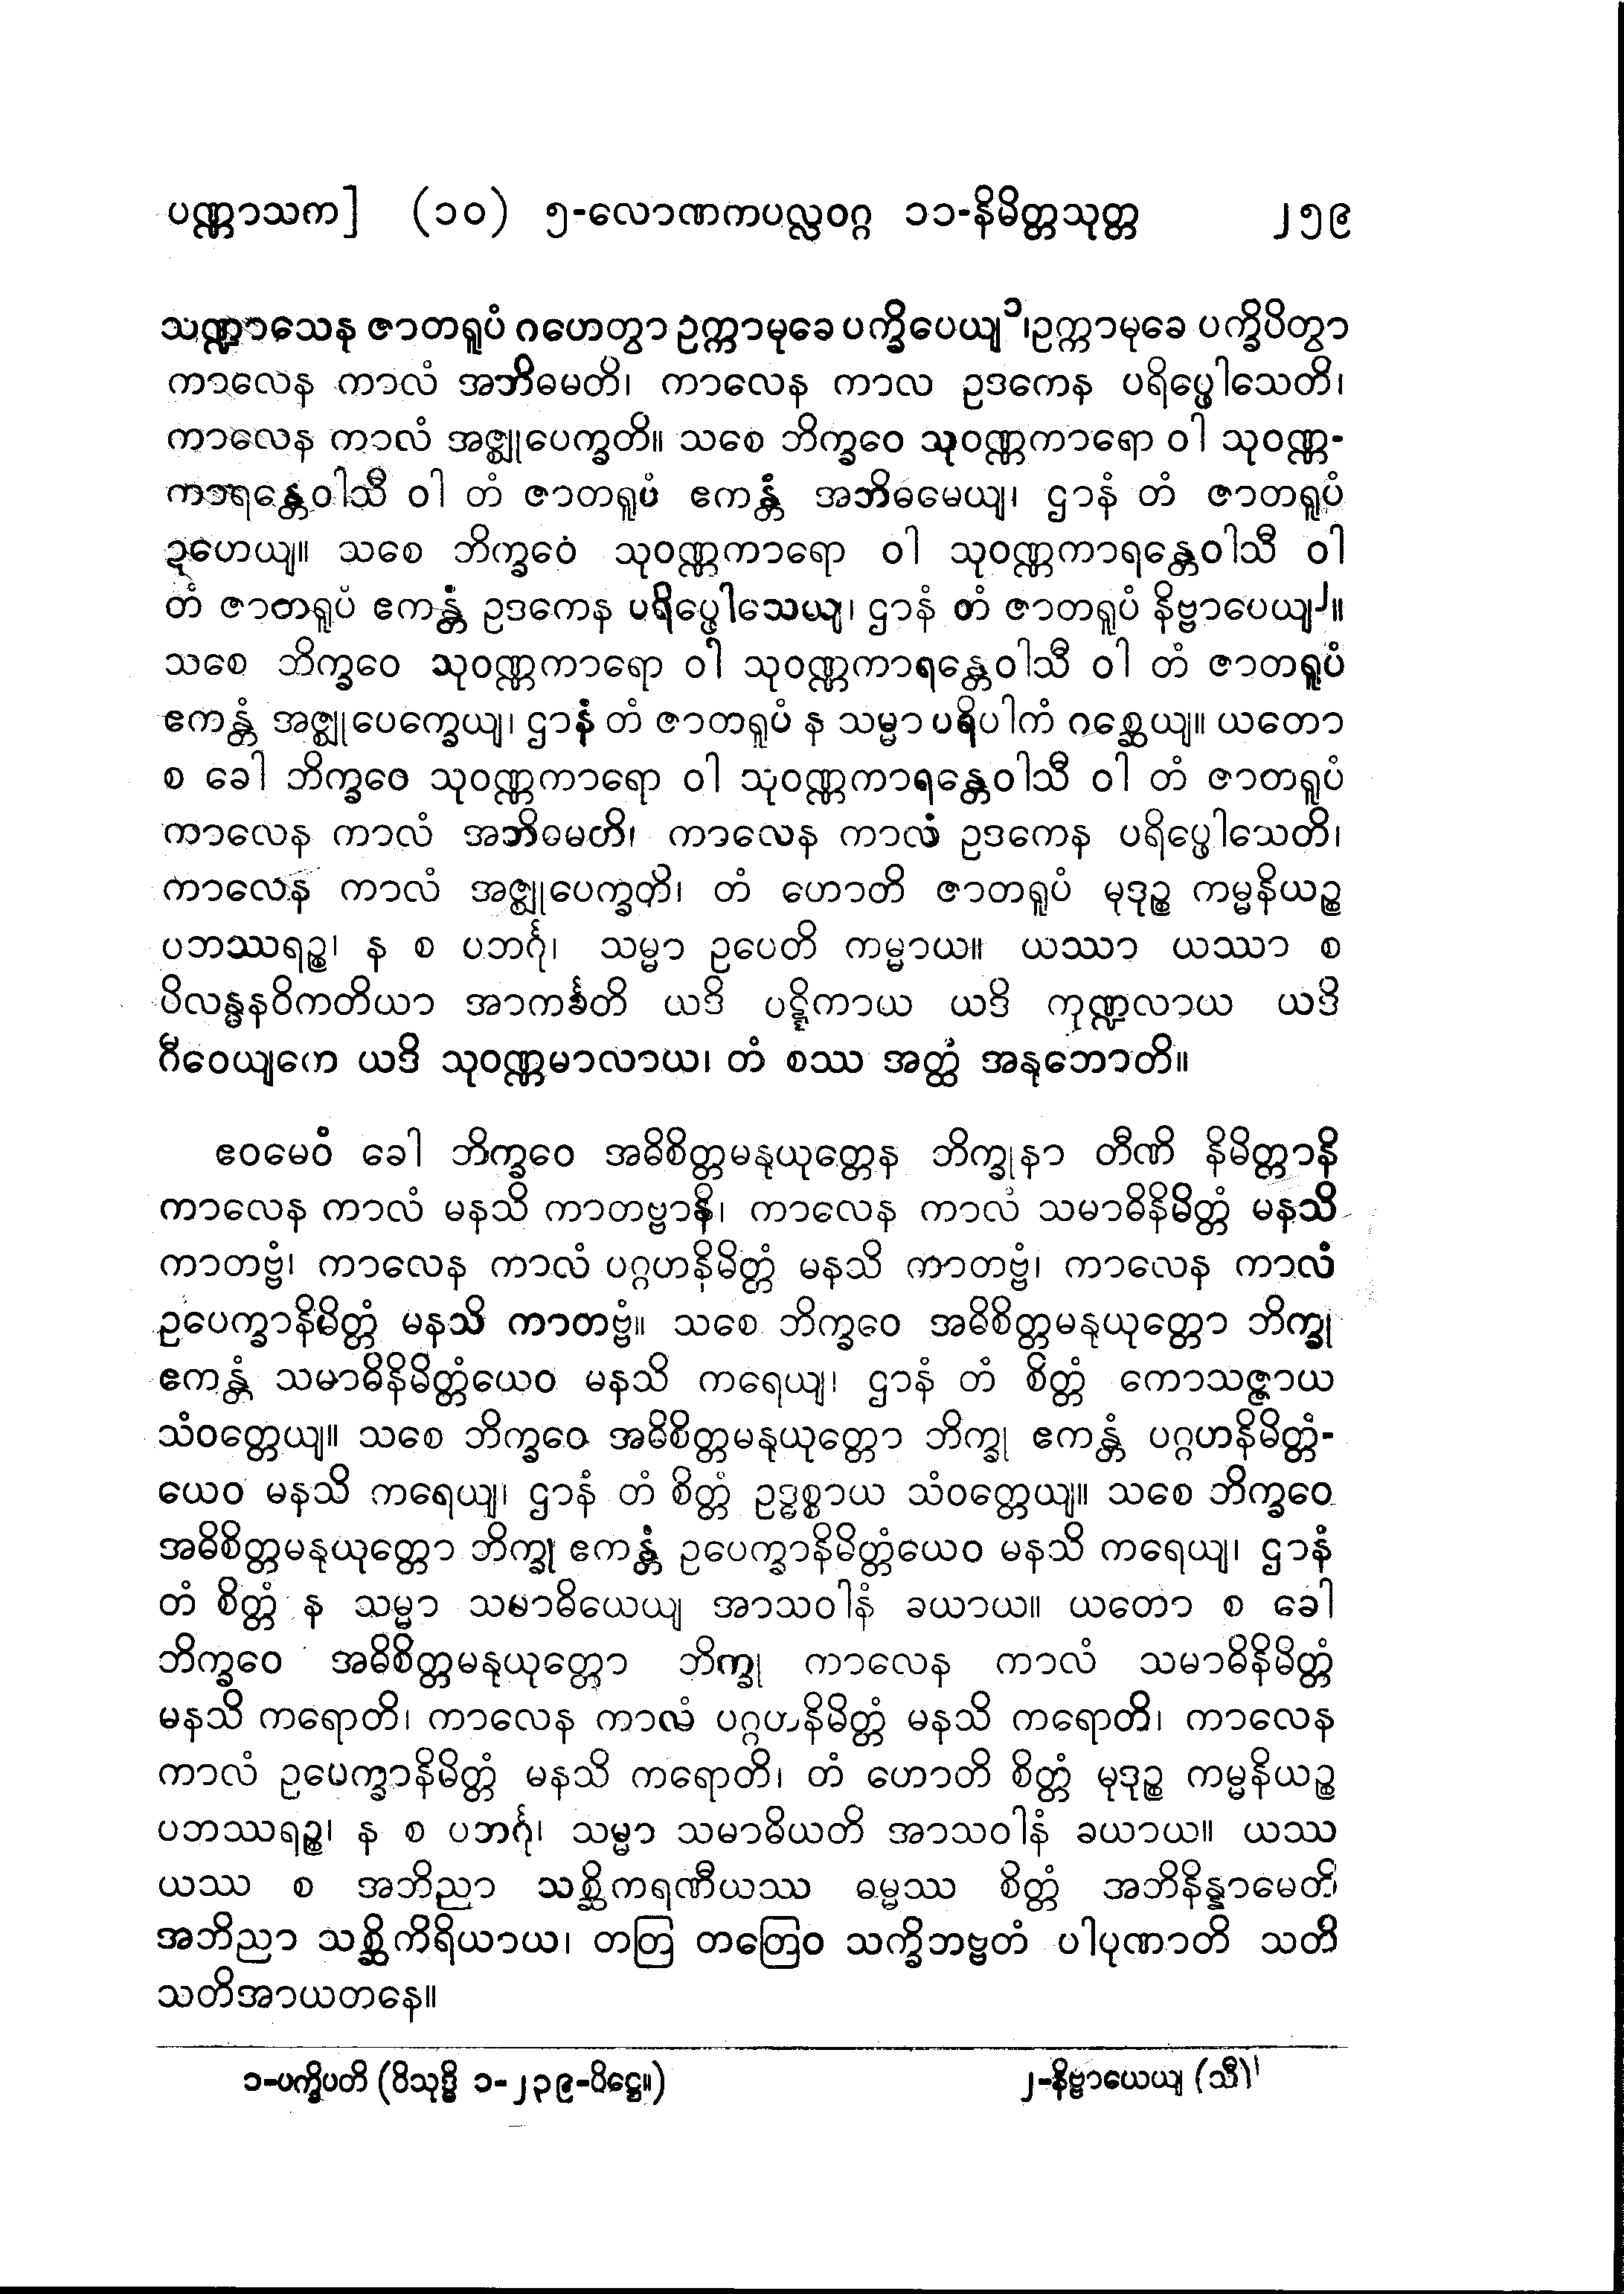 ပဏ္ဏာသက] (၁၀) ၅-လောဏကပလ္လဝဂ္ဂ ၁၁-နိမိတ္တသုတ္တ ၂၅၉
သဏ္ဍာသေန ဇာတရူပံ ဂဟေတွာ ဥက္ကာမုခေ ပက္ခိပေယျ၁၊ ဥက္ကာမုခေ ပက္ခိပိတွာ
ကာလေန ကာလံ အဘိဓမတိ၊ ကာလေန ကာလ ဥဒကေန ပရိပ္ဖေါသေတိ၊
ကာလေန ကာလံ အဇ္ဈုပေက္ခတိ။ သစေ ဘိက္ခဝေ သုဝဏ္ဏကာရော ဝါ သုဝဏ္ဏ-
ကာရန္တေဝါသီ ဝါ တံ ဇာတရူပံ ဧကန္တံ အဘိဓမေယျ၊ ဌာနံ တံ ဇာတရူပံ
ဍဟေယျ။ သစေ ဘိက္ခဝေ သုဝဏ္ဏကာရော ဝါ သုဝဏ္ဏကာရန္တေဝါသီ ဝါ
တံ ဇာတရူပံ ဧကန္တံ ဥဒကေန ပရိပ္ဖေါသေယျ၊ ဌာနံ တံ ဇာတရူပံ နိဗ္ဗာပေယျ၂။
သစေ ဘိက္ခဝေ သုဝဏ္ဏကာရော ဝါ သုဝဏ္ဏကာရန္တေဝါသီ ဝါ တံ ဇာတရူပံ
ဧကန္တံ အဇ္ဈုပေက္ခေယျ၊ ဌာနံ တံ ဇာတရူပံ န သမ္မာ ပရိပါကံ ဂစ္ဆေယျ။ ယတော
စ ခေါ ဘိက္ခဝေ သုဝဏ္ဏကာရော ဝါ သုဝဏ္ဏကာရန္တေဝါသီ ဝါ တံ ဇာတရူပံ
ကာလေန ကာလံ အဘိဓမတိ၊ ကာလေန ကာလံ ဥဒကေန ပရိပ္ဖေါသေတိ၊
ကာလေန ကာလံ အဇ္ဈုပေက္ခတိ၊ တံ ဟောတိ ဇာတရူပံ မုဒုဉ္စ ကမ္မနိယဉ္စ
ပဘဿရဉ္စ၊ န စ ပဘင်္ဂု၊ သမ္မာ ဥပေတိ ကမ္မာယ။ ယဿာ ယဿာ စ
ပိလန္ဓနဝိကတိယာ အာကင်္ခတိ ယဒိ ပဋ္ဋိကာယ ယဒိ ကုဏ္ဍလာယ ယဒိ
ဂီဝေယျကေ ယဒိ သုဝဏ္ဏမာလာယ၊ တံ စဿ အတ္ထံ အနုဘောတိ။
ဧဝမေဝံ ခေါ ဘိက္ခဝေ အဓိစိတ္တမနုယုတ္တေန ဘိက္ခုနာ တီဏိ နိမိတ္တာနိ
ကာလေန ကာလံ မနသိ ကာတဗ္ဗာနိ၊ ကာလေန ကာလံ သမာဓိနိမိတ္တံ မနသိ
ကာတဗ္ဗံ၊ ကာလေန ကာလံ ပဂ္ဂဟနိမိတ္တံ မနသိ ကာတဗ္ဗံ၊ ကာလေန ကာလံ
ဥပေက္ခာနိမိတ္တံ မနသိ ကာတဗ္ဗံ။ သစေ ဘိက္ခဝေ အဓိစိတ္တမနုယုတ္တော ဘိက္ခု
ဧကန္တံ သမာဓိနိမိတ္တံယေဝ မနသိ ကရေယျ၊ ဌာနံ တံ စိတ္တံ ကောသဇ္ဇာယ
သံဝတ္တေယျ။ သစေ ဘိက္ခဝေ အဓိစိတ္တမနုယုတ္တော ဘိက္ခု ဧကန္တံ ပဂ္ဂဟနိမိတ္တံ-
ယေဝ မနသိ ကရေယျ၊ ဌာနံ တံ စိတ္တံ ဥဒ္ဓစ္စာယ သံဝတ္တေယျ။ သစေ ဘိက္ခဝေ
အဓိစိတ္တမနုယုတ္တော ဘိက္ခု ဧကန္တံ ဥပေက္ခာနိမိတ္တံယေဝ မနသိ ကရေယျ၊ ဌာနံ
တံ စိတ္တံ န သမ္မာ သမာဓိယေယျ အာသဝါနံ ခယာယ။ ယတော စ ခေါ
ဘိက္ခဝေ အဓိစိတ္တမနုယုတ္တော ဘိက္ခု ကာလေန ကာလံ သမာဓိနိမိတ္တံ
မနသိ ကရောတိ၊ ကာလေန ကာလံ ပဂ္ဂဟနိမိတ္တံ မနသိ ကရောတိ၊ ကာလေန
ကာလံ ဥပေက္ခာနိမိတ္တံ မနသိ ကရောတိ၊ တံ ဟောတိ စိတ္တံ မုဒုဉ္စ ကမ္မနိယဉ္စ
ပဘဿရဉ္စ၊ န စ ပဘင်္ဂု၊ သမ္မာ သမာဓိယတိ အာသဝါနံ ခယာယ။ ယဿ
ယဿ စ အဘိညာ သစ္ဆိကရဏီယဿ ဓမ္မဿ စိတ္တံ အဘိနိန္နာမေတိ
အဘိညာ သစ္ဆိကိရိယာယ၊ တတြ တတြေဝ သက္ခိဘဗ္ဗတံ ပါပုဏာတိ သတိ
သတိအာယတနေ။
၁-ပက္ခိပတိ (ဝိသုဒ္ဓိ ၁-၂၃၉-ပိဋ္ဌေ။) ၂-နိဗ္ဗာယေယျ (သီ)